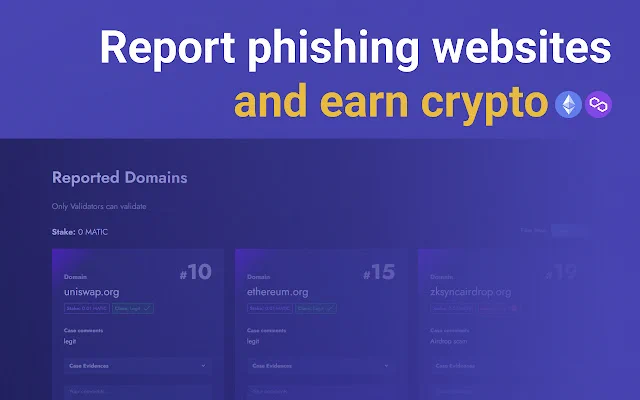 Report phishing websites
and earn crypto
Reported Domains
Only Validators can validate
Stake: 0 MATIC
#10
Domain
uniswap.org
Case comments
legit
Case Evidences
#15
Domain
ethereum.org
Case comments
legit
Case Evidences
#19
Domain
zksyncairdrop.org
Case comments
Airdrop scam
Case Evidences